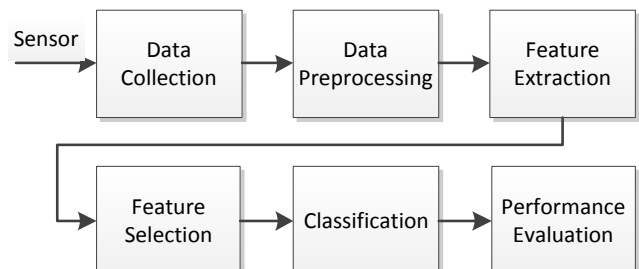 Sensor
Data
Collection
Data
Preprocessing
Feature
Extraction
Feature
Selection
Classification
Performance
Evaluation